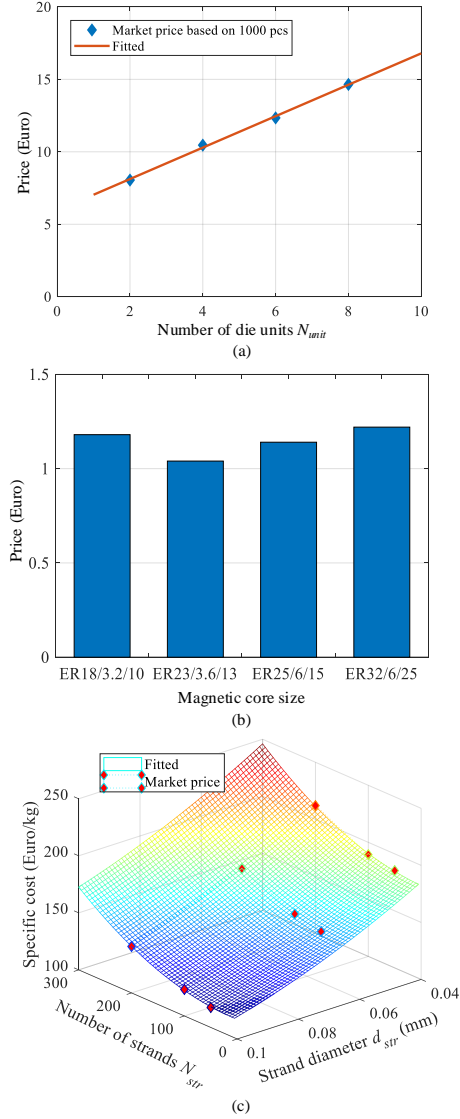 20
15
10
5
0
Price (Euro)
Market price based on 1000 pcs
Fitted
0 2 4 6 8 10
Number of die units N_unit
(a)
1.5
1
0.5
0
Price (Euro)
ER18/3.2/10 ER23/3.6/13 ER25/6/15 ER32/6/25
Magnetic core size
(b)
Fitted
Market price
250
200
150
100
Specific cost (Euro/kg)
300
200
100
0
Number of strands N_str
0.1
0.08
0.06
0.04
Strand diameter d_str (mm)
(c)